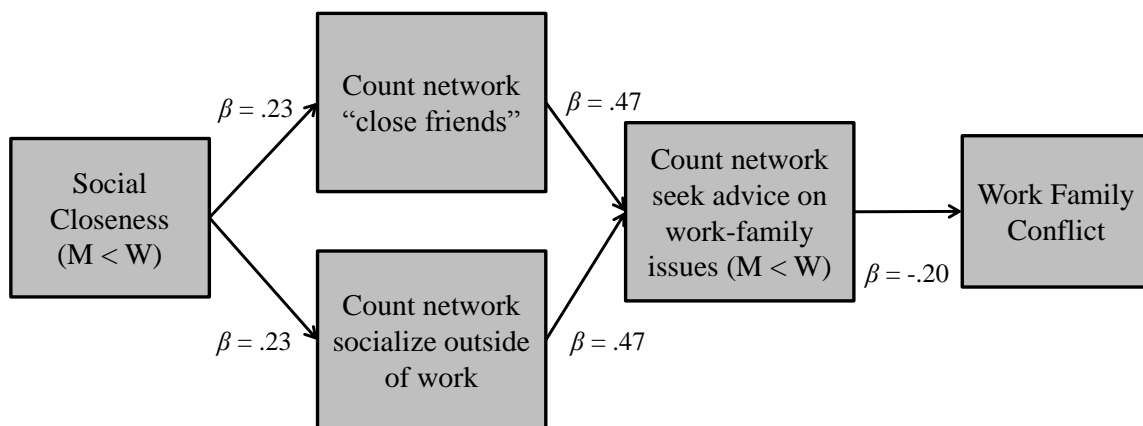 Social
Closeness
(M < W)
β = .23
β = .23
Count network
“close friends”
Count network
socialize outside
of work
β = .47
β = .47
Count network
seek advice on
work-family
issues (M < W)
β = -.20
Work Family
Conflict